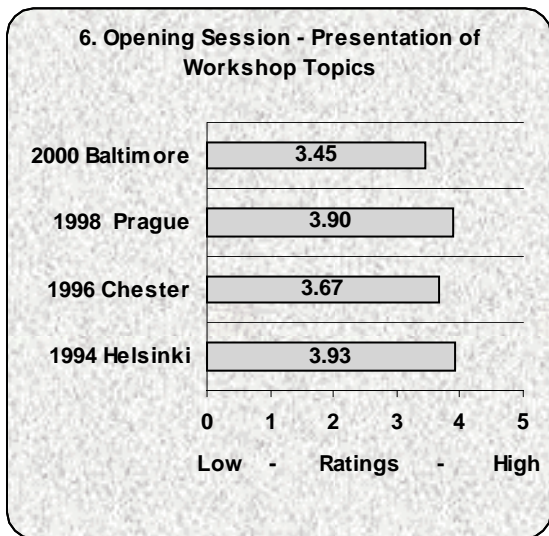 6. Opening Session - Presentation of
Workshop Topics
2000 Baltimore 3.45
1998 Prague 3.90
1996 Chester 3.67
1994 Helsinki 3.93
0 1 2 3 4 5
Low - Ratings - High